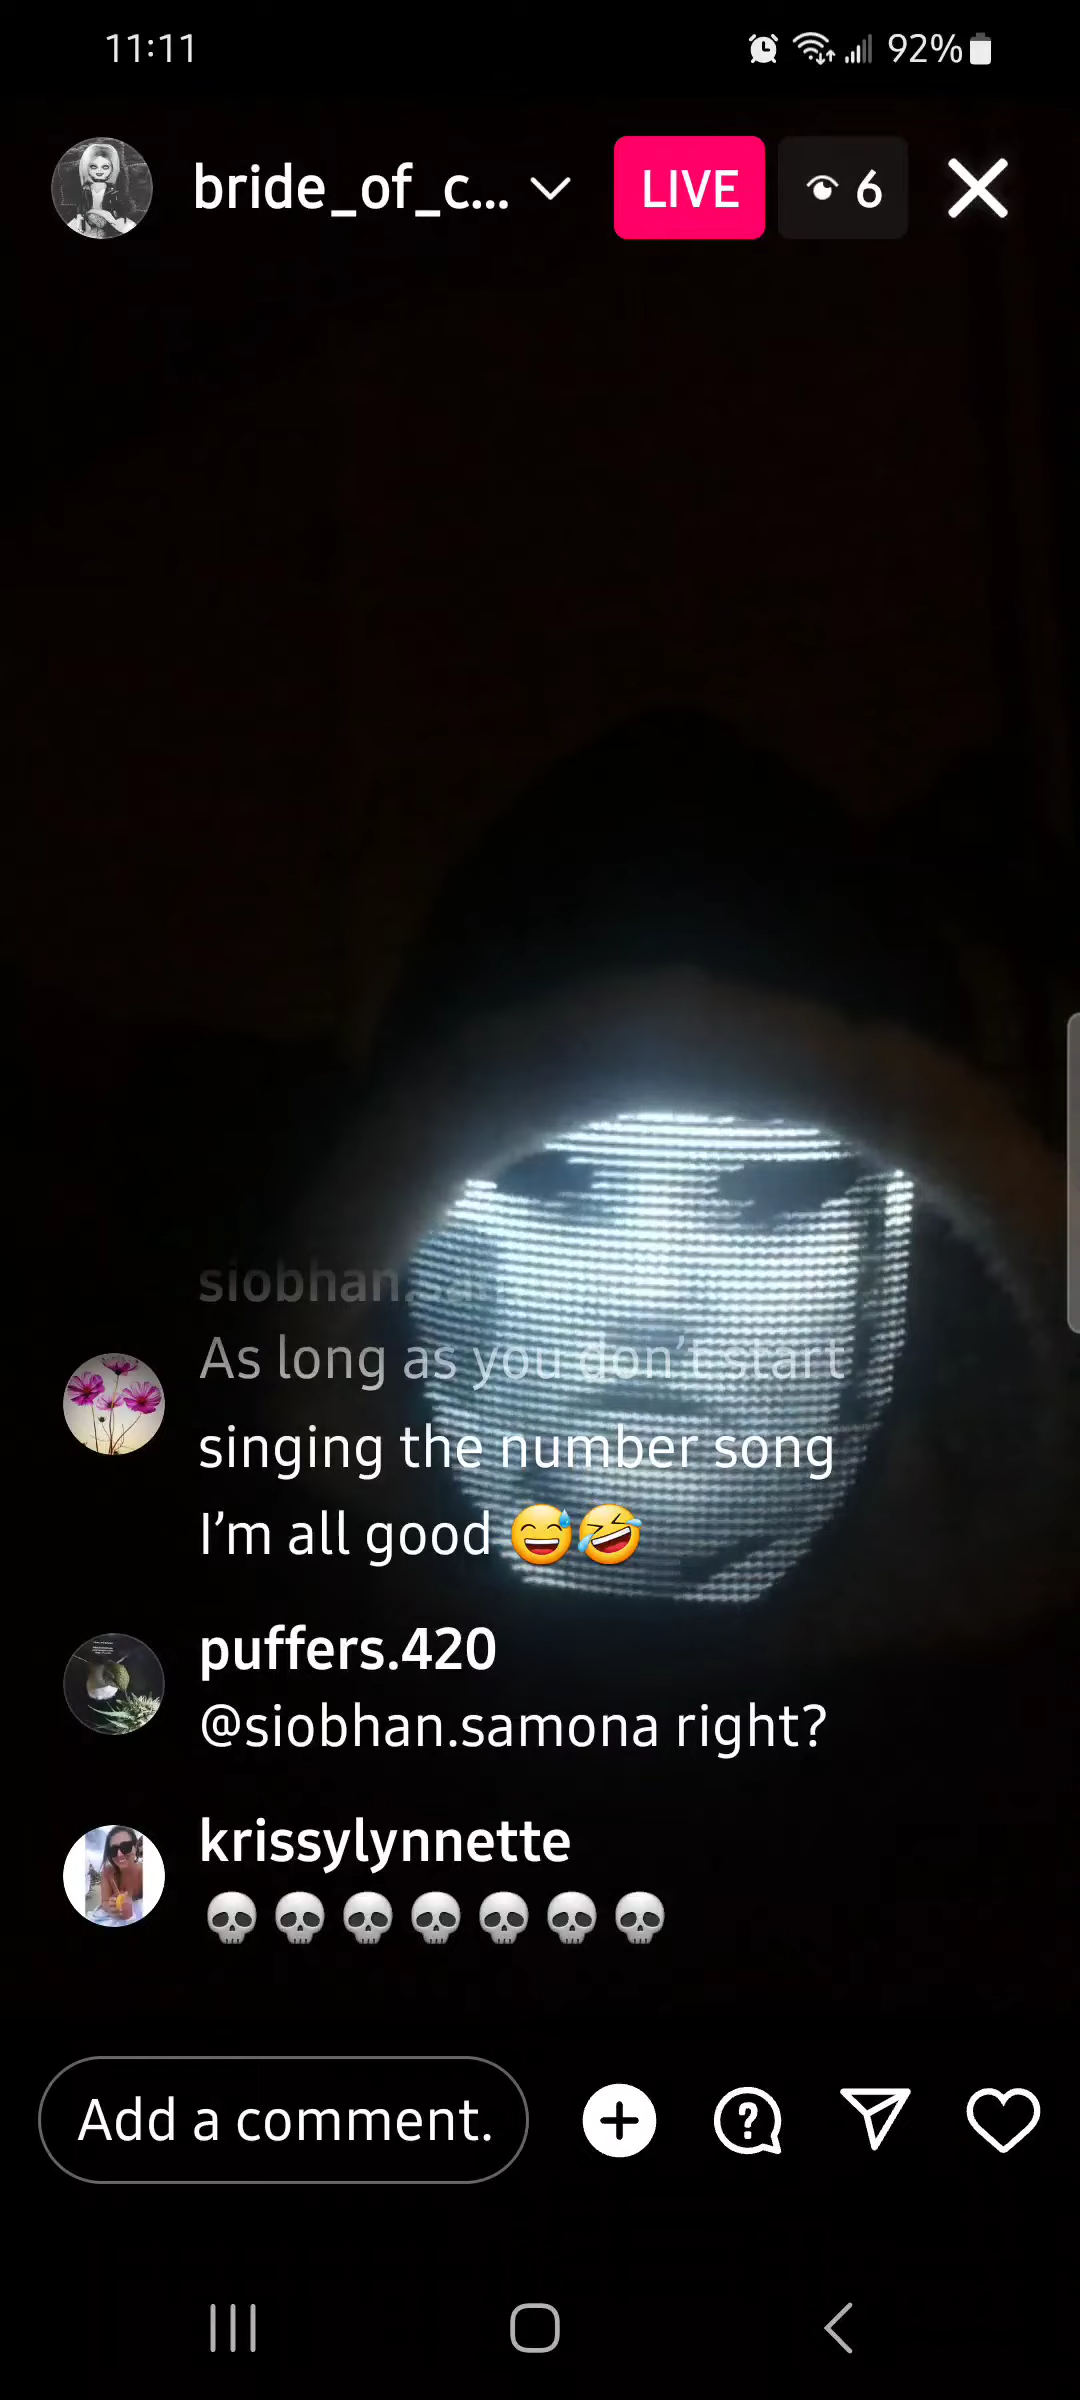 11:11
92%
bride_of_c...
LIVE
6
siobhan.
As long as you don't start
singing the number song
I'm all good 😅🤣
puffers.420
@siobhan.samona right?
krissylynnette
💀💀💀💀💀💀💀
Add a comment.